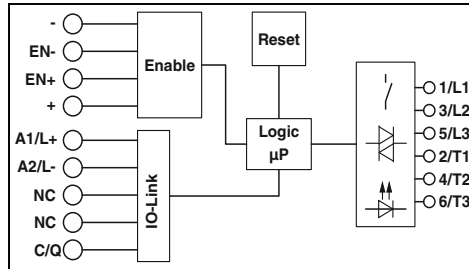 -
EN-
EN+
+
Enable
Reset
A1/L+
A2/L-
NC
NC
C/Q
IO-Link
Logic
µP
1/L1
3/L2
5/L3
2/T1
4/T2
6/T3